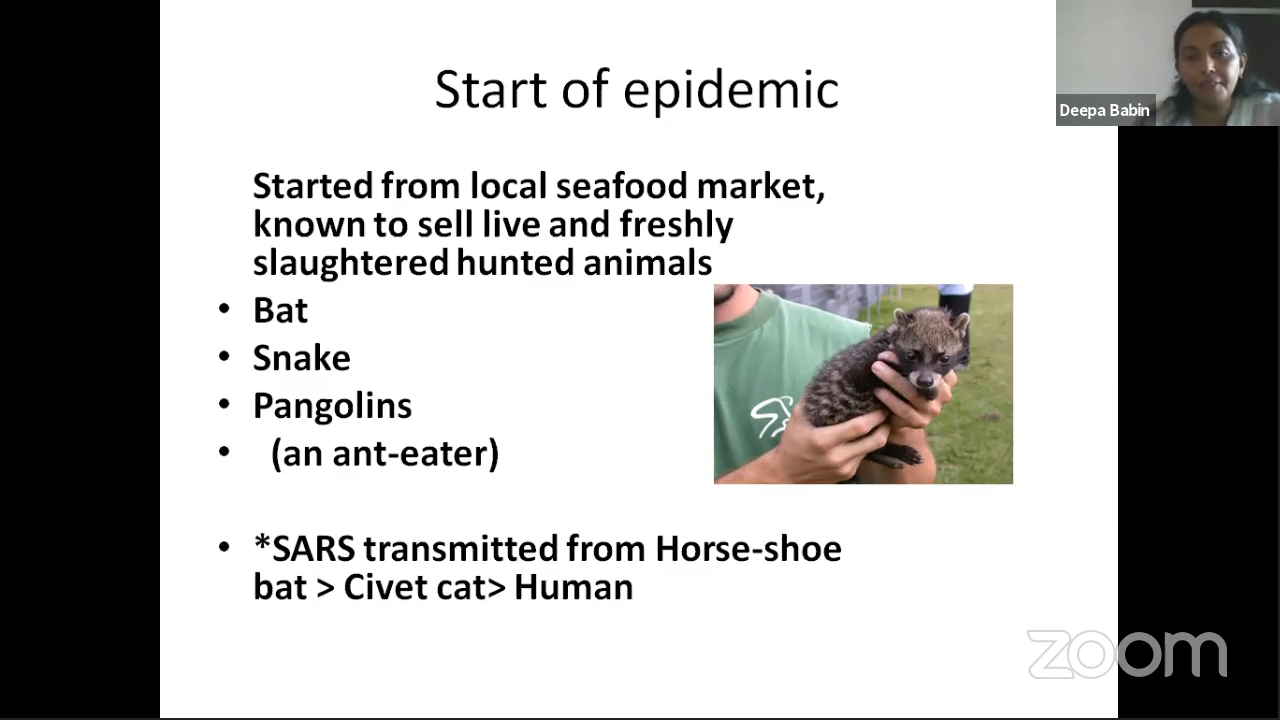 Start of epidemic
Deepa Babin
Started from local seafood market,
known to sell live and freshly
slaughtered hunted animals
• Bat
• Snake
• Pangolins
• (an ant-eater)
• *SARS transmitted from Horse-shoe
bat > Civet cat> Human
zoom